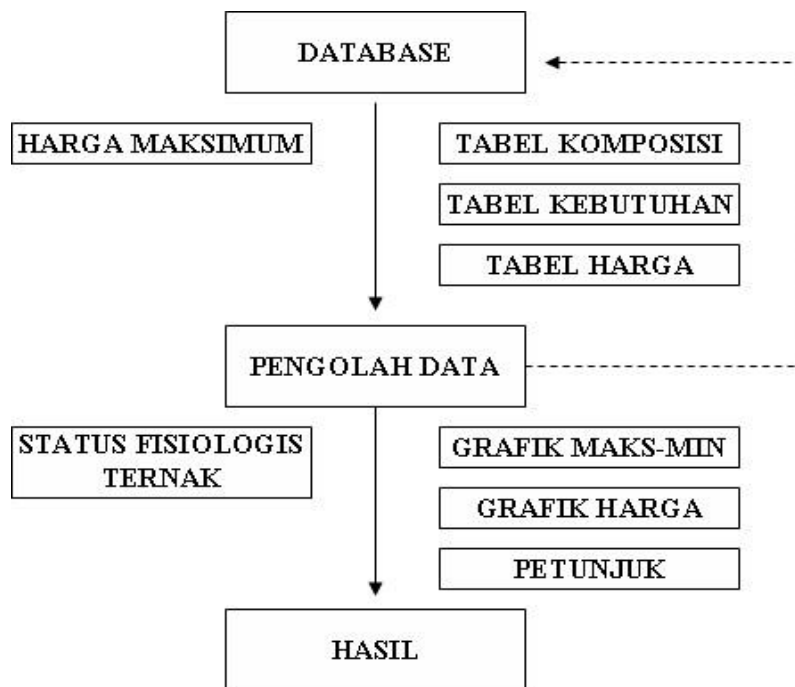 DATABASE
HARGA MAKSIMUM
TABEL KOMPOSISI
TABEL KEBUTUHAN
TABEL HARGA
PENGOLAH DATA
STATUS FISIOLOGIS
TERNAK
GRAFIK MAKS-MIN
GRAFIK HARGA
PETUNJUK
HASIL